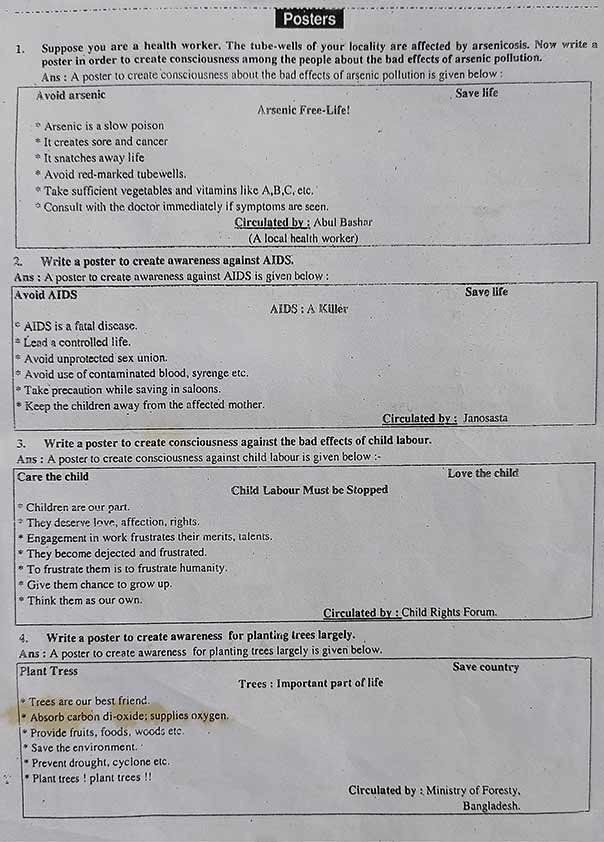 Posters
1. Suppose you are a health worker. The tube-wells of your locality are affected by arsenicosis. Now write a
poster in order to create consciousness among the people about the bad effects of arsenic pollution.
Ans : A poster to create consciousness about the bad effects of arsenic pollution is given below :
Avoid arsenic Save life
Arsenic Free-Life!
* Arsenic is a slow poison
* It creates sore and cancer
* It snatches away life
* Avoid red-marked tubewells.
* Take sufficient vegetables and vitamins like A,B,C, etc.
* Consult with the doctor immediately if symptoms are seen.
Circulated by : Abul Bashar
(A local health worker)
2. Write a poster to create awareness against AIDS.
Ans : A poster to create awareness against AIDS is given below :
Avoid AIDS Save life
AIDS : A Killer
* AIDS is a fatal disease.
* Lead a controlled life.
* Avoid unprotected sex union.
* Avoid use of contaminated blood, syrenge etc.
* Take precaution while saving in saloons.
* Keep the children away from the affected mother.
Circulated by : Janosasta
3. Write a poster to create consciousness against the bad effects of child labour.
Ans : A poster to create consciousness against child labour is given below :-
Care the child Love the child
Child Labour Must be Stopped
* Children are our part.
* They deserve love, affection, rights.
* Engagement in work frustrates their merits, talents.
* They become dejected and frustrated.
* To frustrate them is to frustrate humanity.
* Give them chance to grow up.
* Think them as our own.
Circulated by : Child Rights Forum.
4. Write a poster to create awareness for planting trees largely.
Ans : A poster to create awareness for planting trees largely is given below.
Plant Tress Save country
Trees : Important part of life
* Trees are our best friend.
* Absorb carbon di-oxide; supplies oxygen.
* Provide fruits, foods, woods etc.
* Save the environment.
* Prevent drought, cyclone etc.
* Plant trees ! plant trees !!
Circulated by : Ministry of Foresty,
Bangladesh.